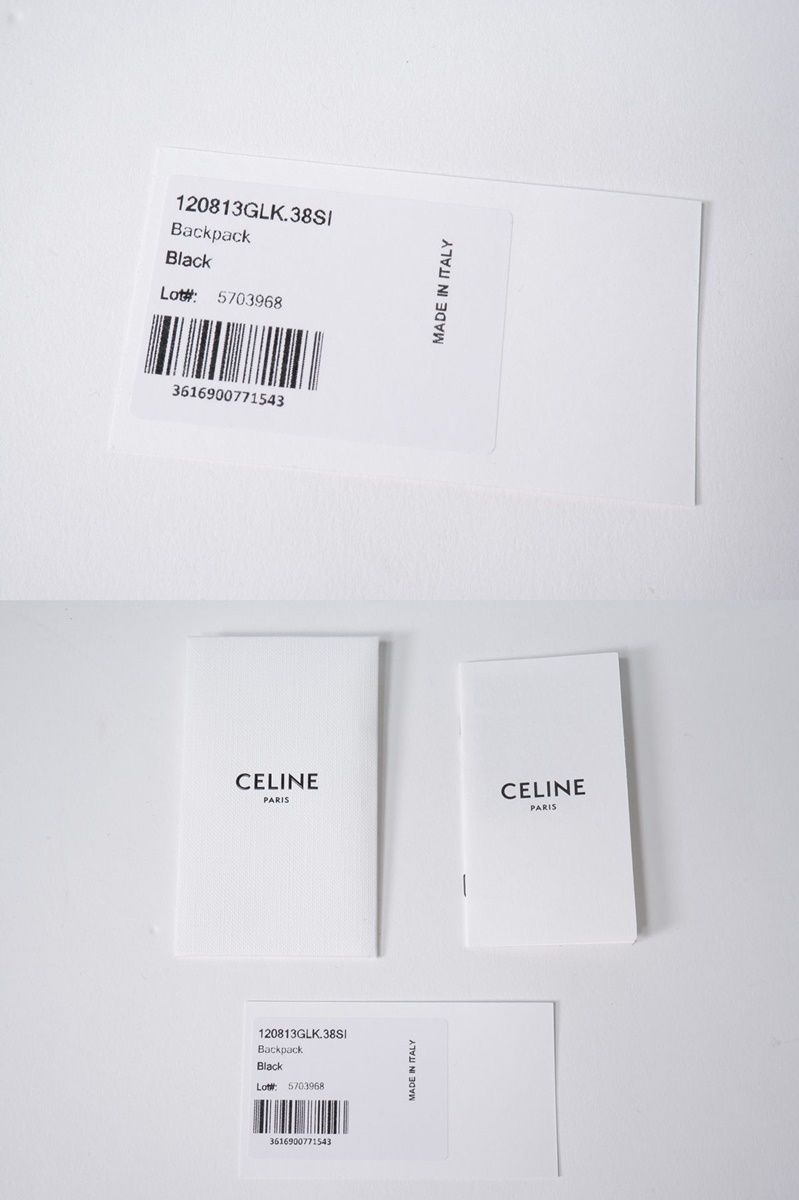 120813GLK.38SI
Backpack
Black
Lot#: 5703968
3616900771543
MADE IN ITALY
CELINE
PARIS
CELINE
PARIS
120813GLK.38SI
Backpack
Black
Lot#: 5703968
3616900771543
MADE IN ITALY